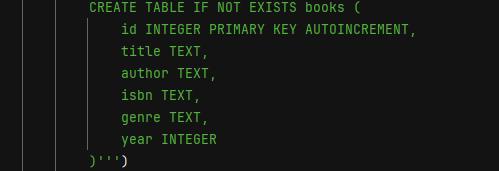 CREATE TABLE IF NOT EXISTS books (
id INTEGER PRIMARY KEY AUTOINCREMENT,
title TEXT,
author TEXT,
isbn TEXT,
genre TEXT,
year INTEGER
)''')